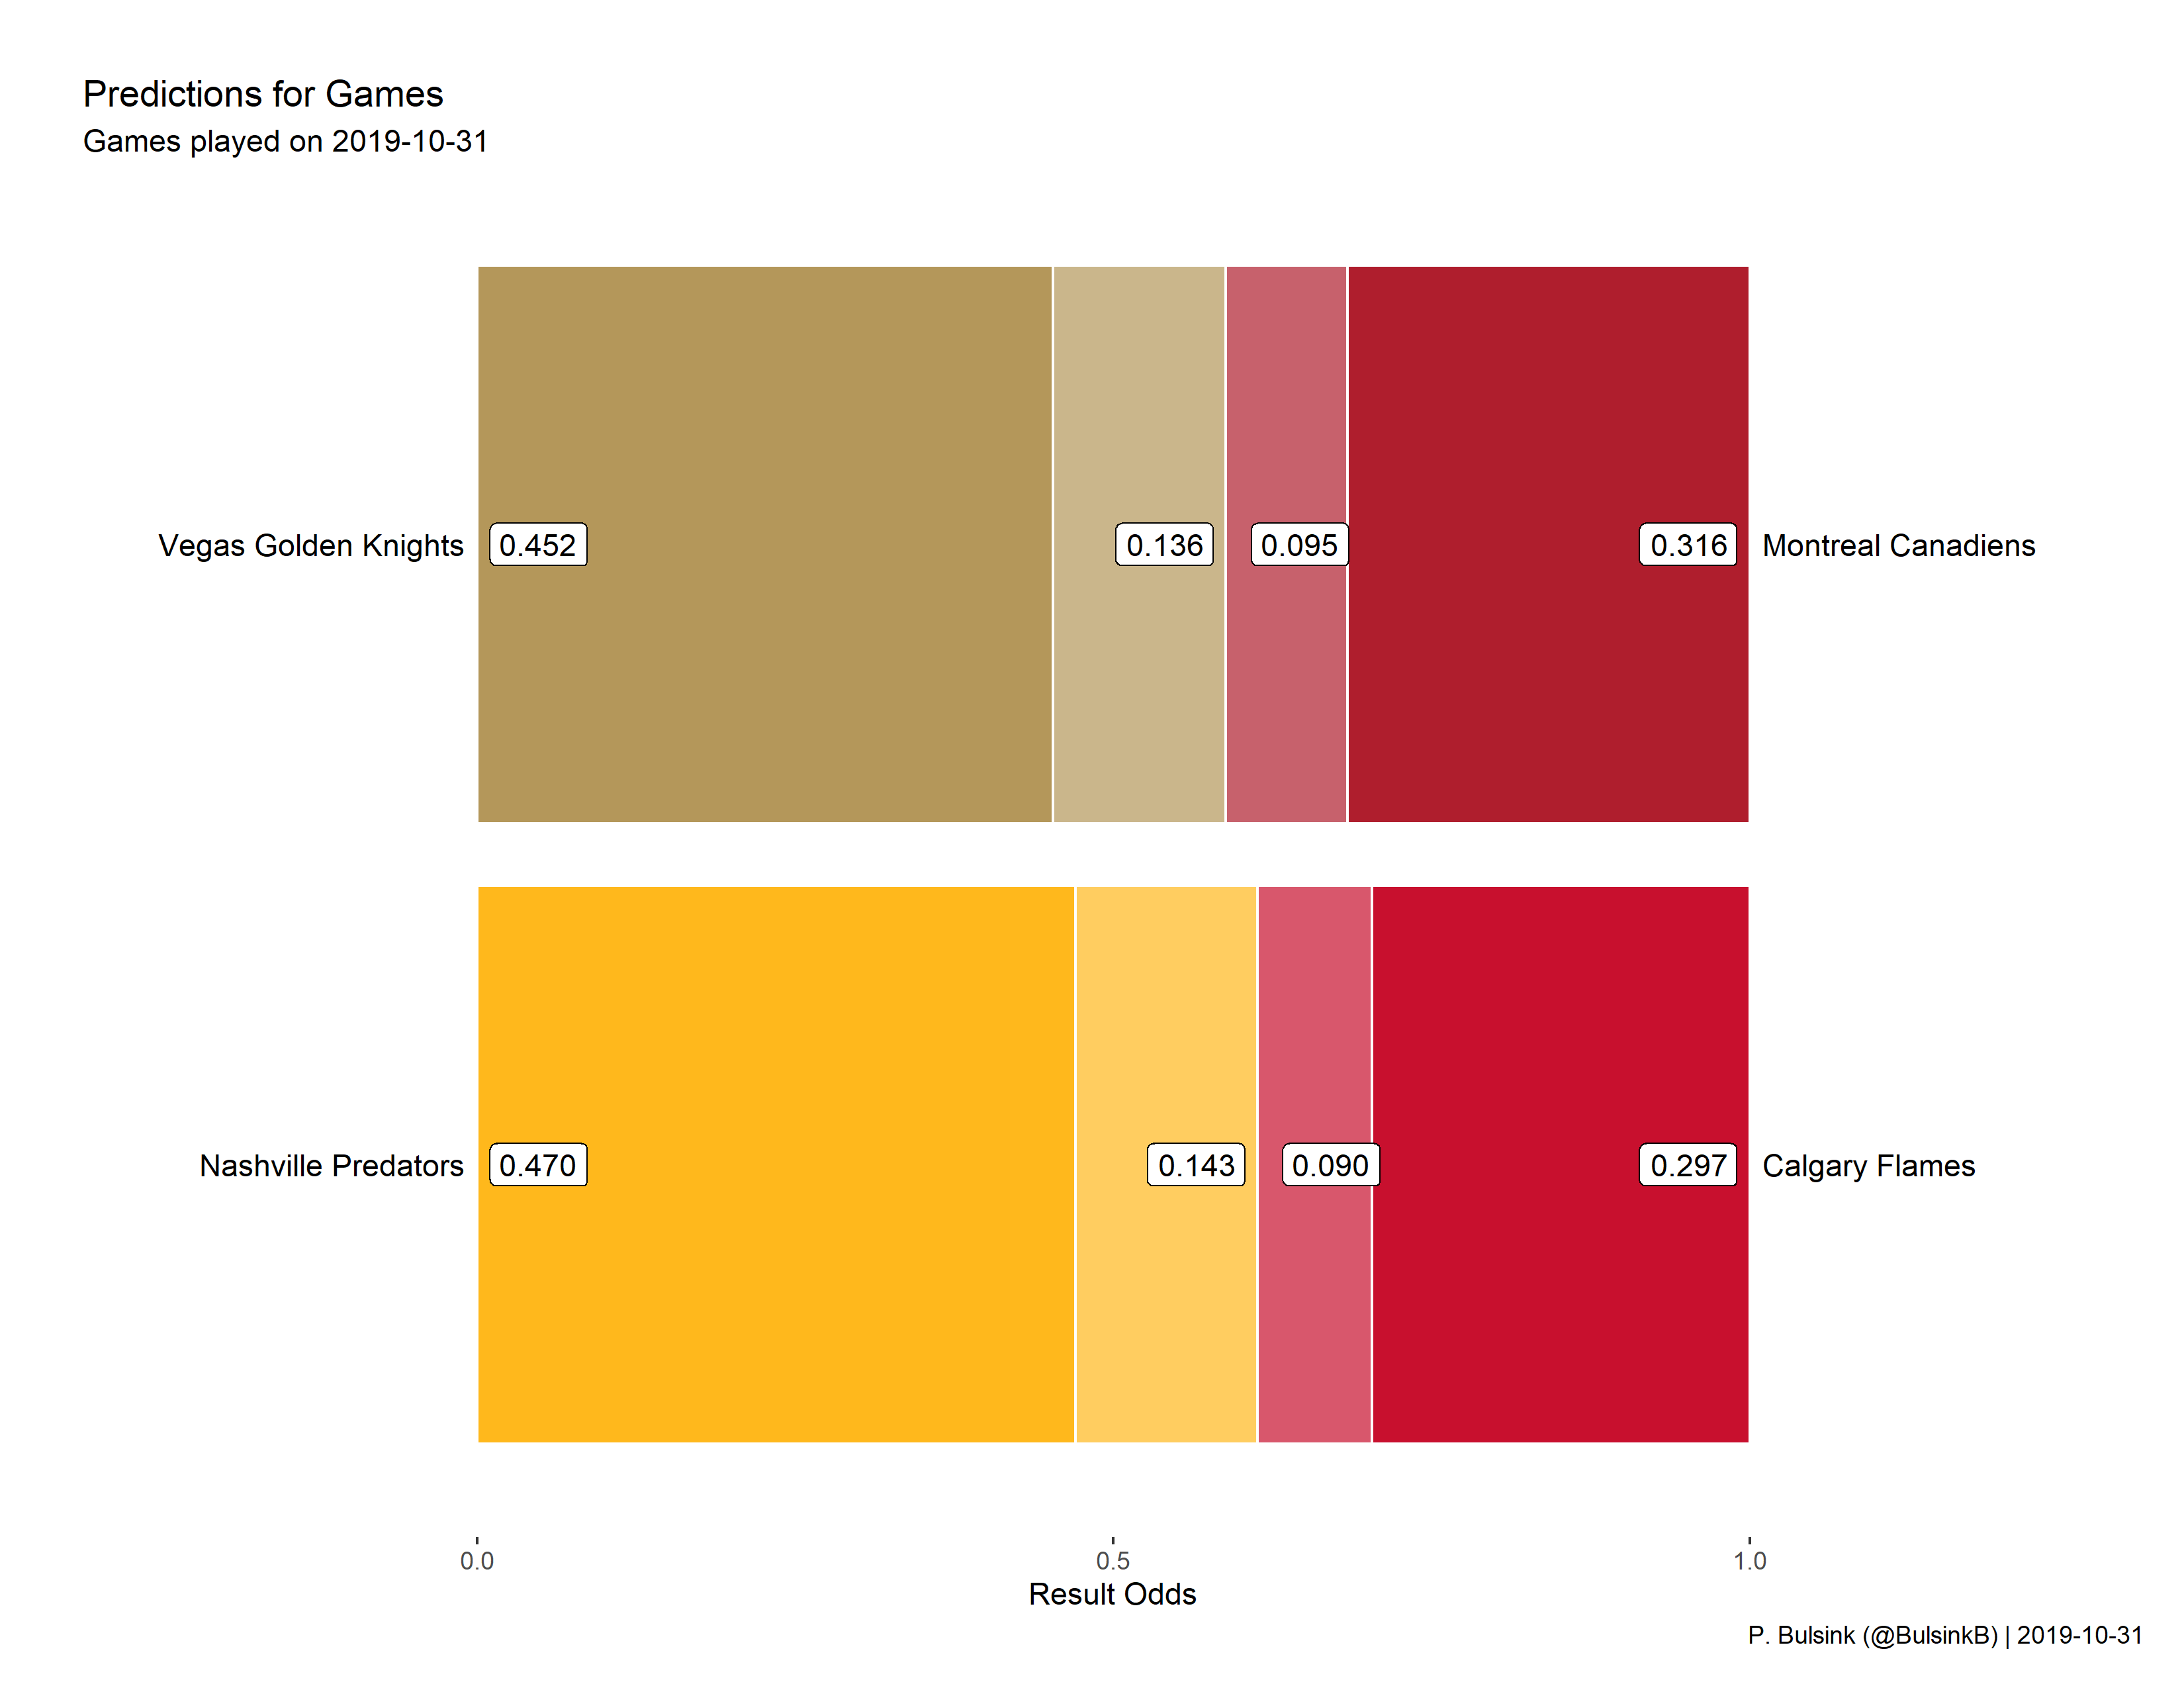 Predictions for Games
Games played on 2019-10-31
Vegas Golden Knights 0.452 0.136 0.095 0.316 Montreal Canadiens
Nashville Predators 0.470 0.143 0.090 0.297 Calgary Flames
0.0 0.5 1.0
Result Odds
P. Bulsink (@BulsinkB) | 2019-10-31